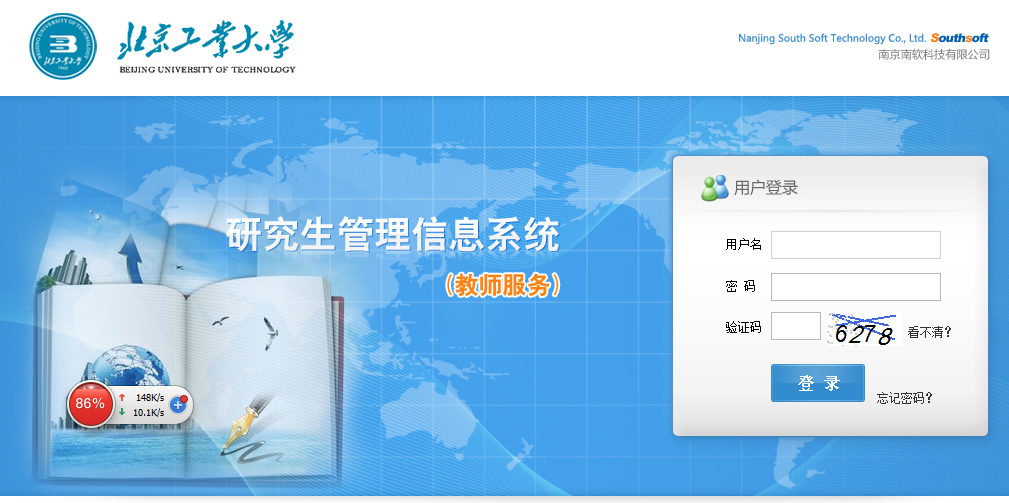 北京工业大学
BEIJING UNIVERSITY OF TECHNOLOGY
Nanjing South Soft Technology Co., Ltd. Southsoft
南京南软科技有限公司
用户登录
研究生管理信息系统
(教师服务)
用户名
密 码
验证码 6278 看不清?
登 录
忘记密码?
86% 148K/s
10.1K/s